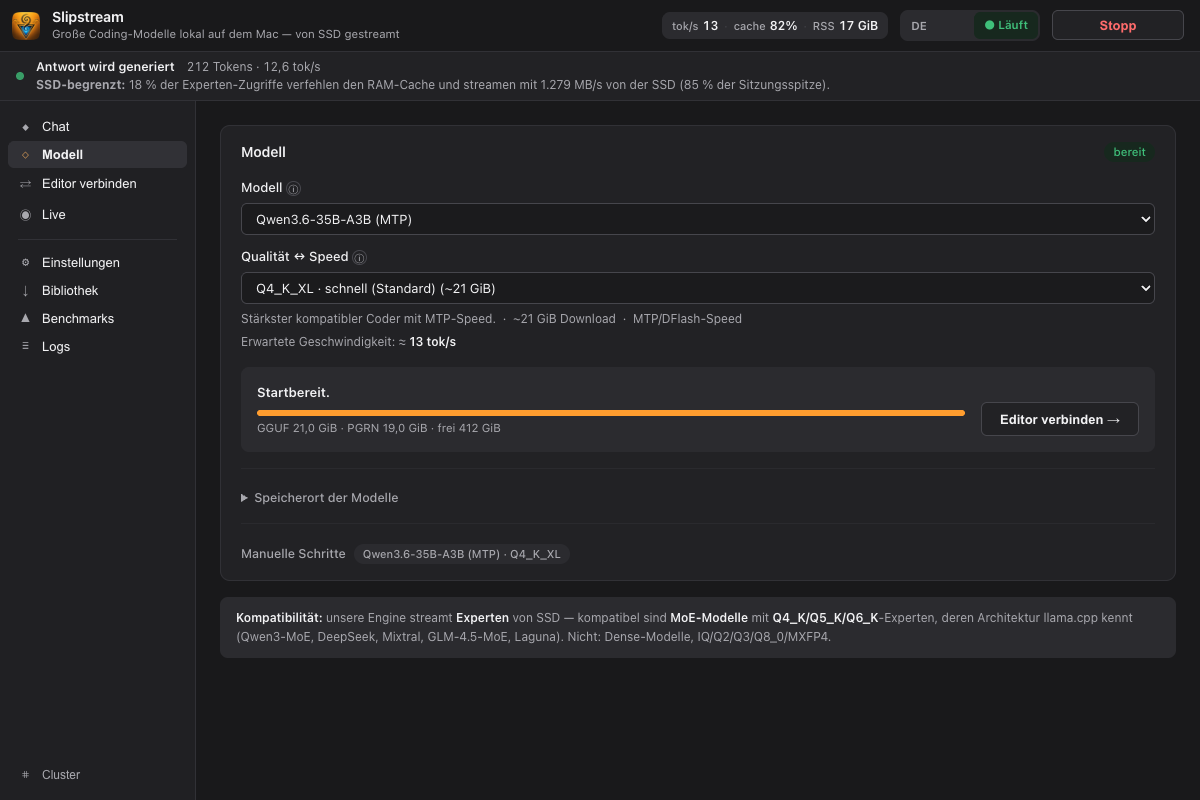 Slipstream
Große Coding-Modelle lokal auf dem Mac — von SSD gestreamt
tok/s 13 · cache 82% · RSS 17 GiB
DE
Läuft
Stopp
Antwort wird generiert 212 Tokens · 12,6 tok/s
SSD-begrenzt: 18 % der Experten-Zugriffe verfehlen den RAM-Cache und streamen mit 1.279 MB/s von der SSD (85 % der Sitzungsspitze).
Chat
Modell
Editor verbinden
Live
Einstellungen
Bibliothek
Benchmarks
Logs
Cluster
Modell
bereit
Modell ⓘ
Qwen3.6-35B-A3B (MTP)
Qualität ↔ Speed ⓘ
Q4_K_XL · schnell (Standard) (~21 GiB)
Stärkster kompatibler Coder mit MTP-Speed. · ~21 GiB Download · MTP/DFlash-Speed
Erwartete Geschwindigkeit: ≈ 13 tok/s
Startbereit.
GGUF 21,0 GiB · PGRN 19,0 GiB · frei 412 GiB
Editor verbinden →
Speicherort der Modelle
Manuelle Schritte Qwen3.6-35B-A3B (MTP) · Q4_K_XL
Kompatibilität: unsere Engine streamt Experten von SSD — kompatibel sind MoE-Modelle mit Q4_K/Q5_K/Q6_K-Experten, deren Architektur llama.cpp kennt
(Qwen3-MoE, DeepSeek, Mixtral, GLM-4.5-MoE, Laguna). Nicht: Dense-Modelle, IQ/Q2/Q3/Q8_0/MXFP4.